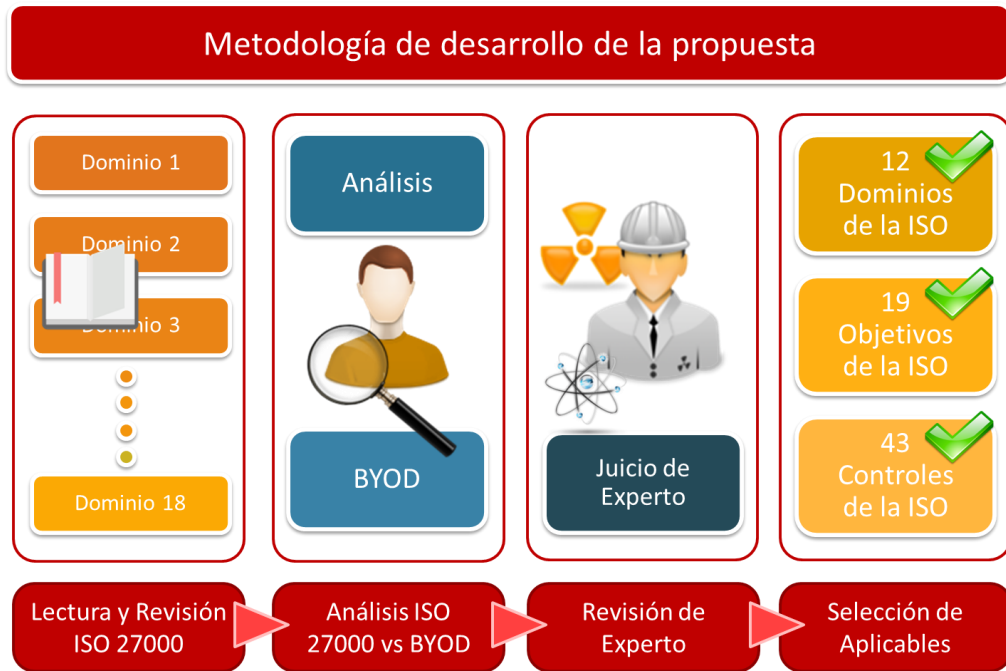 Metodología de desarrollo de la propuesta
Dominio 1
Dominio 2
Dominio 3
Dominio 18
Análisis
BYOD
Juicio de
Experto
12
Dominios
de la ISO
19
Objetivos
de la ISO
43
Controles
de la ISO
Lectura y Revisión
ISO 27000
Análisis ISO
27000 vs BYOD
Revisión de
Experto
Selección de
Aplicables